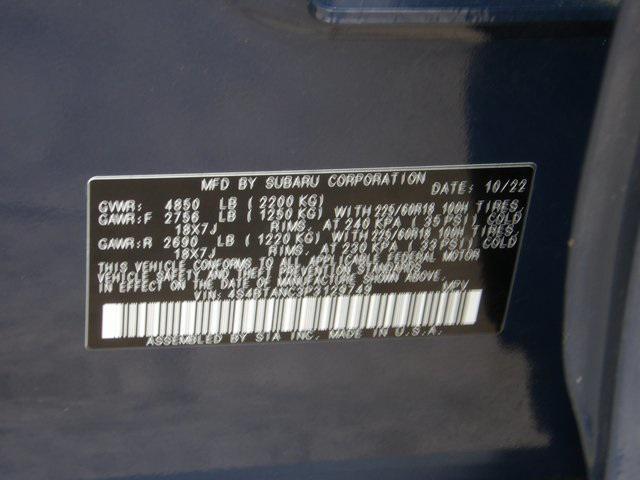 MFD BY SUBARU CORPORATION DATE: 10/22
GVWR: 4850 LB (2200 KG)
GAWR:F 2756 LB (1250 KG) WITH 225/60R18 100H TIRES,
18X7J RIMS, AT 240 KPA (35 PSI) COLD
GAWR:R 2690 LB (1220 KG) WITH 225/60R18 100H TIRES,
18X7J RIMS, AT 230 KPA (33 PSI) COLD
THIS VEHICLE CONFORMS TO ALL APPLICABLE FEDERAL MOTOR
VEHICLE SAFETY AND THEFT PREVENTION STANDARDS
IN EFFECT ON THE DATE OF MANUFACTURE SHOWN ABOVE.
VIN: 4S4BTANC3P3129749 MPV
ASSEMBLED BY SIA INC. MADE IN U.S.A.